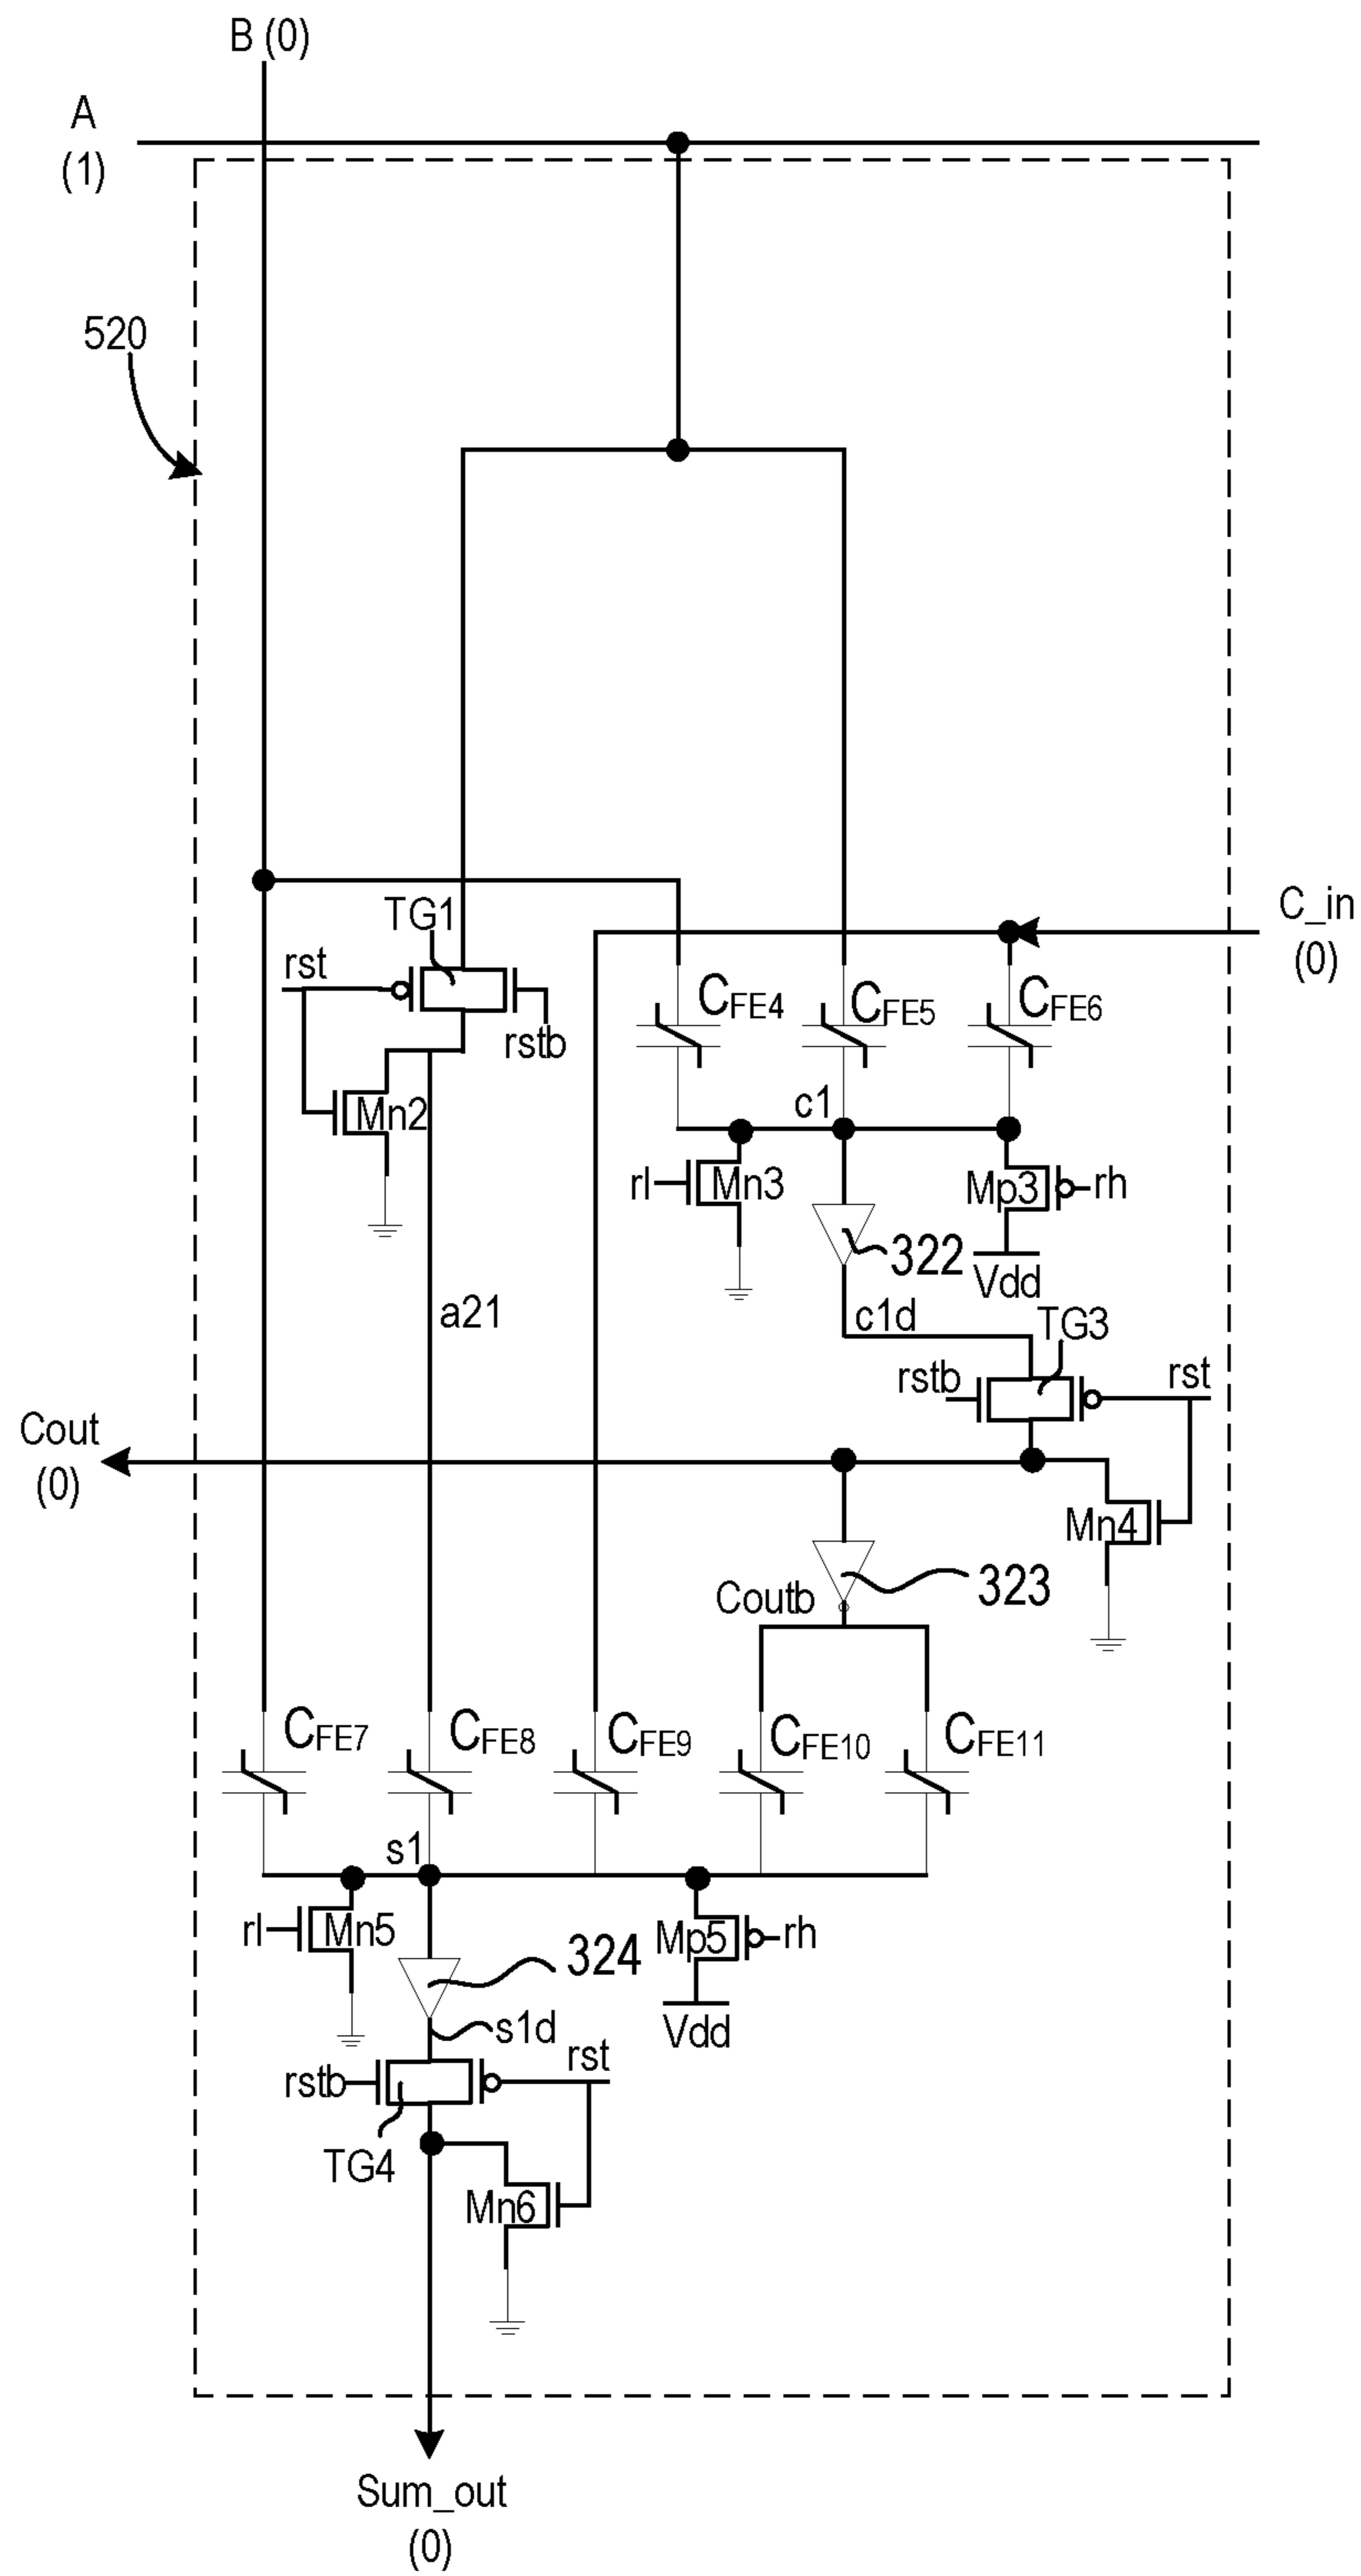 B (0)
A
(1)
520
C_in
(0)
TG1
rst
rstb
Mn2
CFE4
CFE5
CFE6
c1
rl
Mn3
Mp3
rh
322
Vdd
a21
c1d
TG3
rstb
rst
Cout
(0)
Mn4
323
Coutb
CFE7
CFE8
CFE9
CFE10
CFE11
s1
rl
Mn5
324
Mp5
rh
s1d
Vdd
rstb
rst
TG4
Mn6
Sum_out
(0)